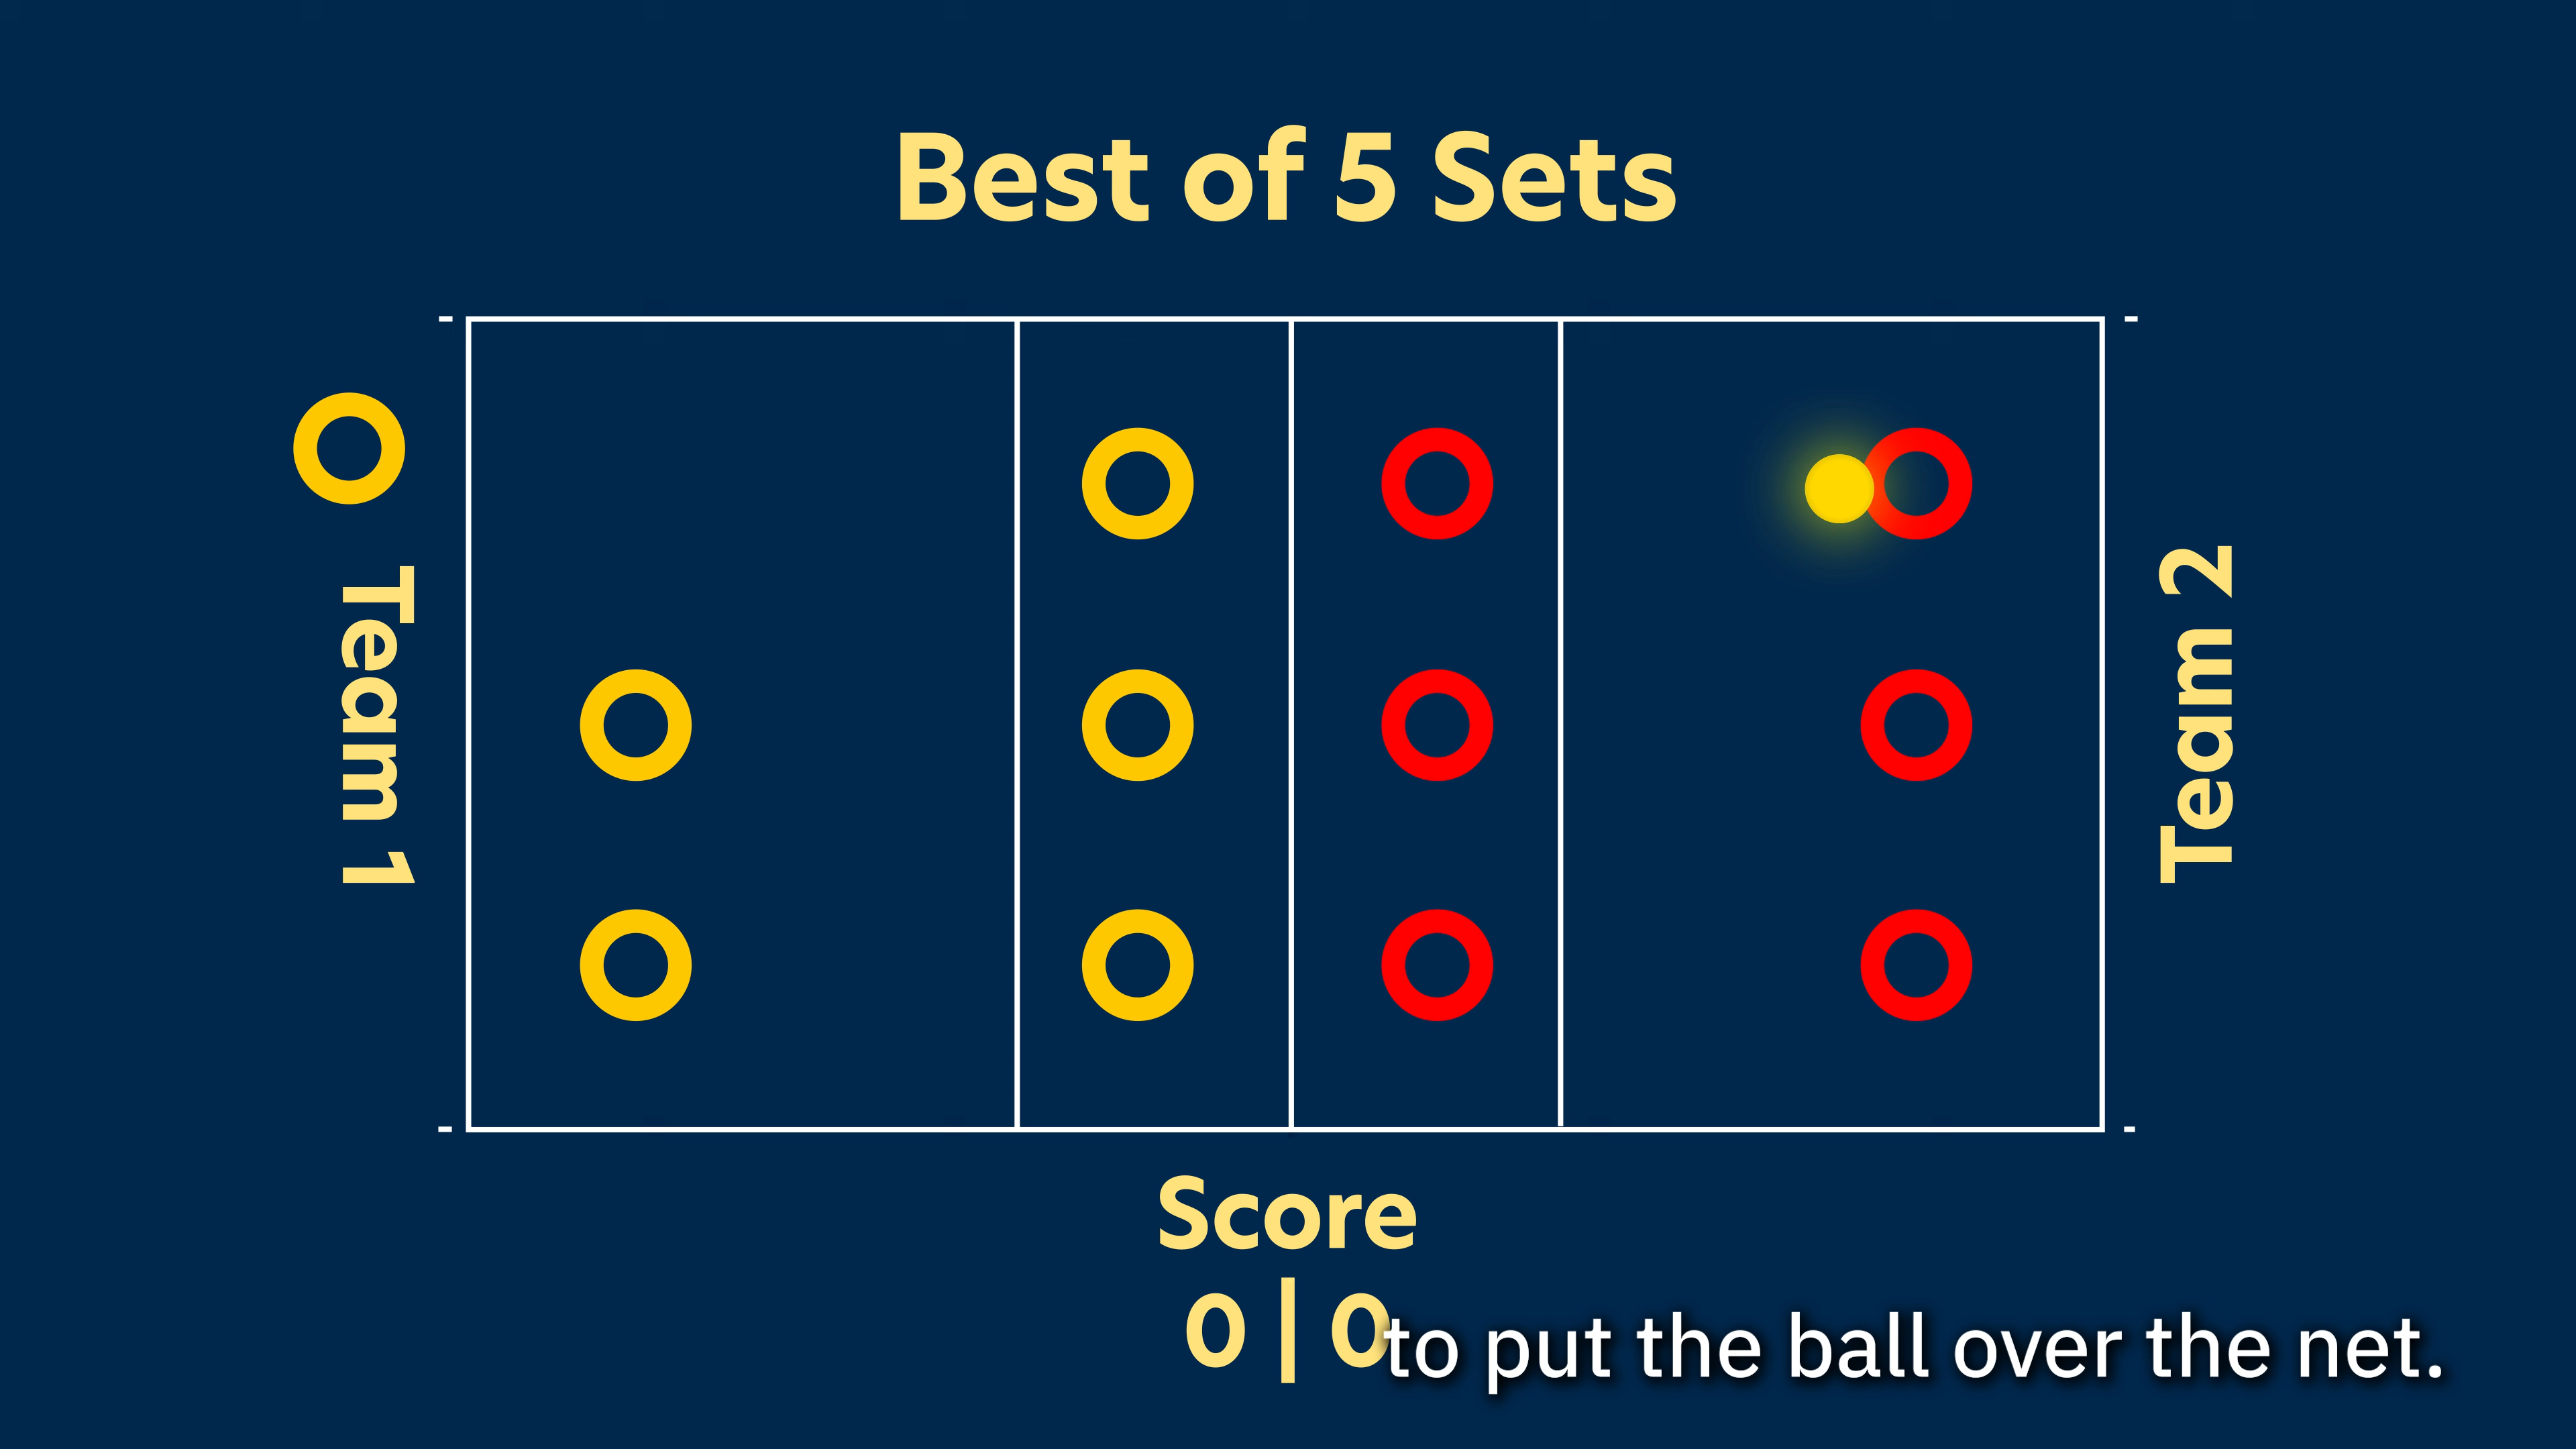 Best of 5 Sets
Team 1
Team 2
Score
0 | 0
to put the ball over the net.